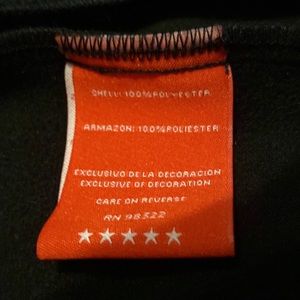 SHELL: 100% POLYESTER
ARMAZON: 100% POLIESTER
EXCLUSIVO DE LA DECORACION
EXCLUSIVE OF DECORATION
CARE ON REVERSE
RN 98322